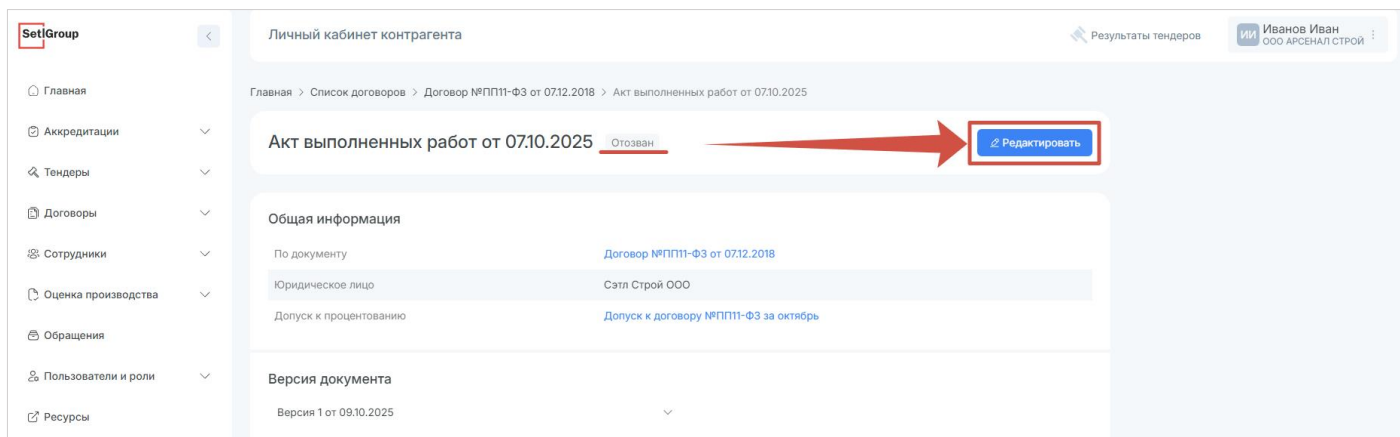 Setl Group
Личный кабинет контрагента
Результаты тендеров
ИИ
Иванов Иван
ООО АРСЕНАЛ СТРОЙ
Главная
Аккредитации
Тендеры
Договоры
Сотрудники
Оценка производства
Обращения
Пользователи и роли
Ресурсы
Главная > Список договоров > Договор №ПП11-ФЗ от 07.12.2018 > Акт выполненных работ от 07.10.2025
Акт выполненных работ от 07.10.2025 Отозван
Редактировать
Общая информация
По документу Договор №ПП11-ФЗ от 07.12.2018
Юридическое лицо Сэтл Строй ООО
Допуск к процентованию Допуск к договору №ПП11-ФЗ за октябрь
Версия документа
Версия 1 от 09.10.2025